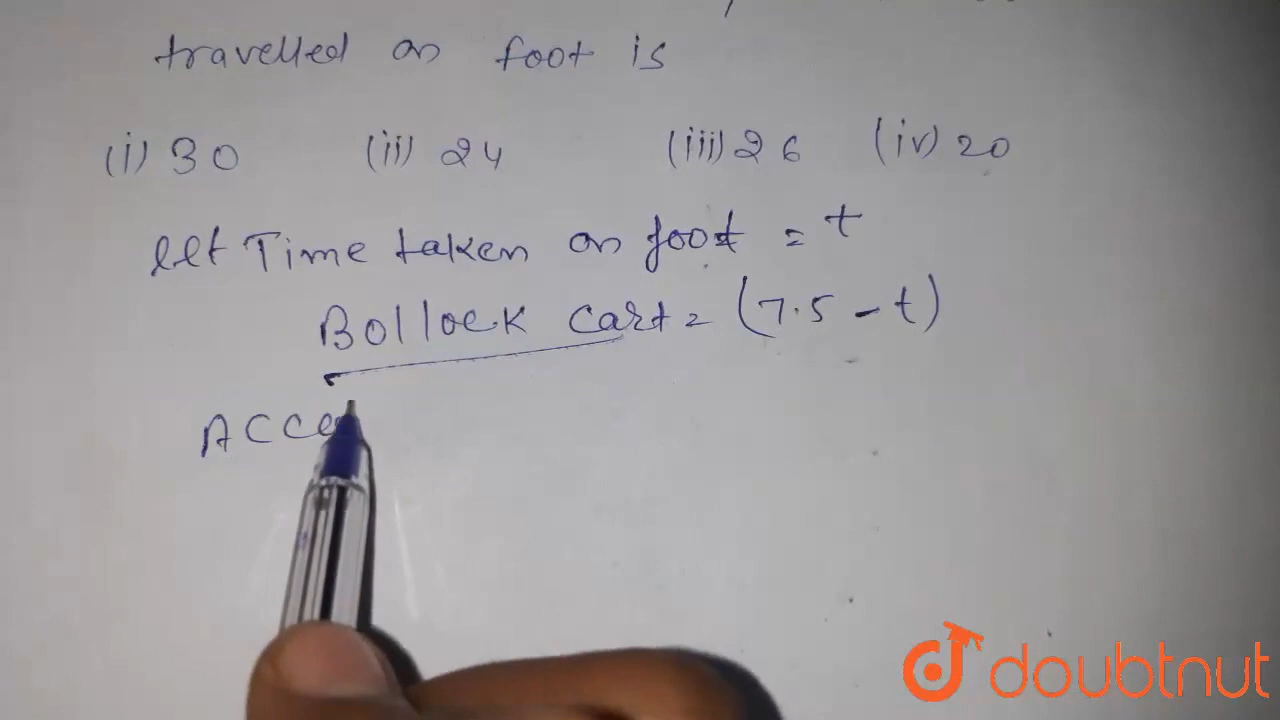 travelled on foot is
(i) 30 (ii) 24 (iii) 26 (iv) 20
let Time taken on foot = t
Bollock cart = (7.5 - t)
ACCO
doubtnut